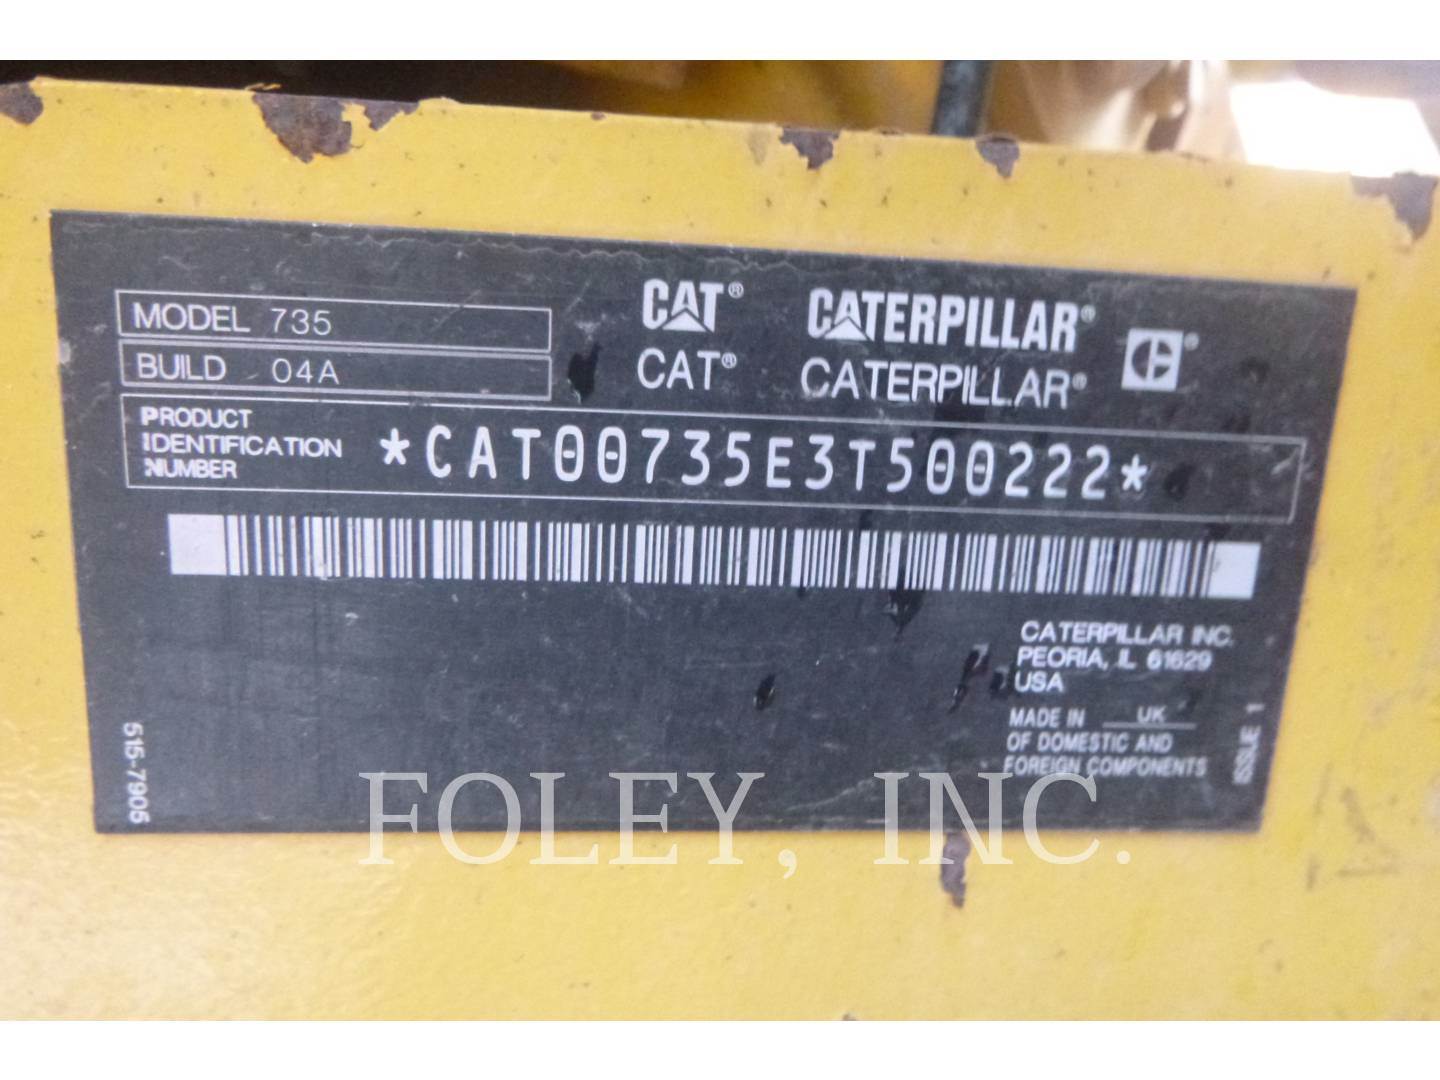 MODEL 735
BUILD 04A
CAT® CATERPILLAR®
CAT® CATERPILLAR®
PRODUCT
IDENTIFICATION
NUMBER
*CAT00735E3T500222*
CATERPILLAR INC.
PEORIA, IL 61629
USA
MADE IN UK
OF DOMESTIC AND
FOREIGN COMPONENTS
515-7905
ISSUE 1
FOLEY, INC.